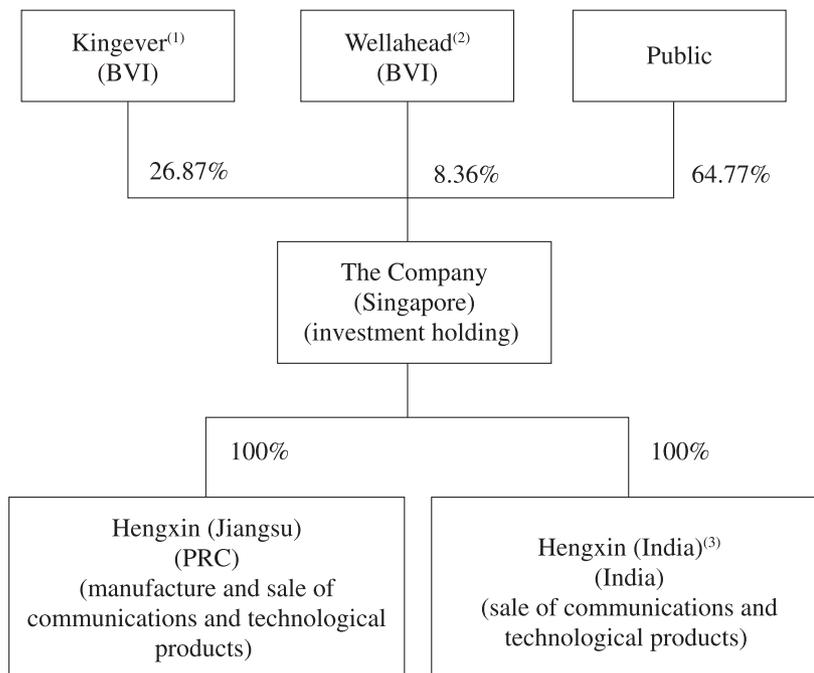 Kingever(1)
(BVI)
Wellahead(2)
(BVI)
Public
26.87%
8.36%
64.77%
The Company
(Singapore)
(investment holding)
100%
100%
Hengxin (Jiangsu)
(PRC)
(manufacture and sale of
communications and technological
products)
Hengxin (India)(3)
(India)
(sale of communications and
technological products)